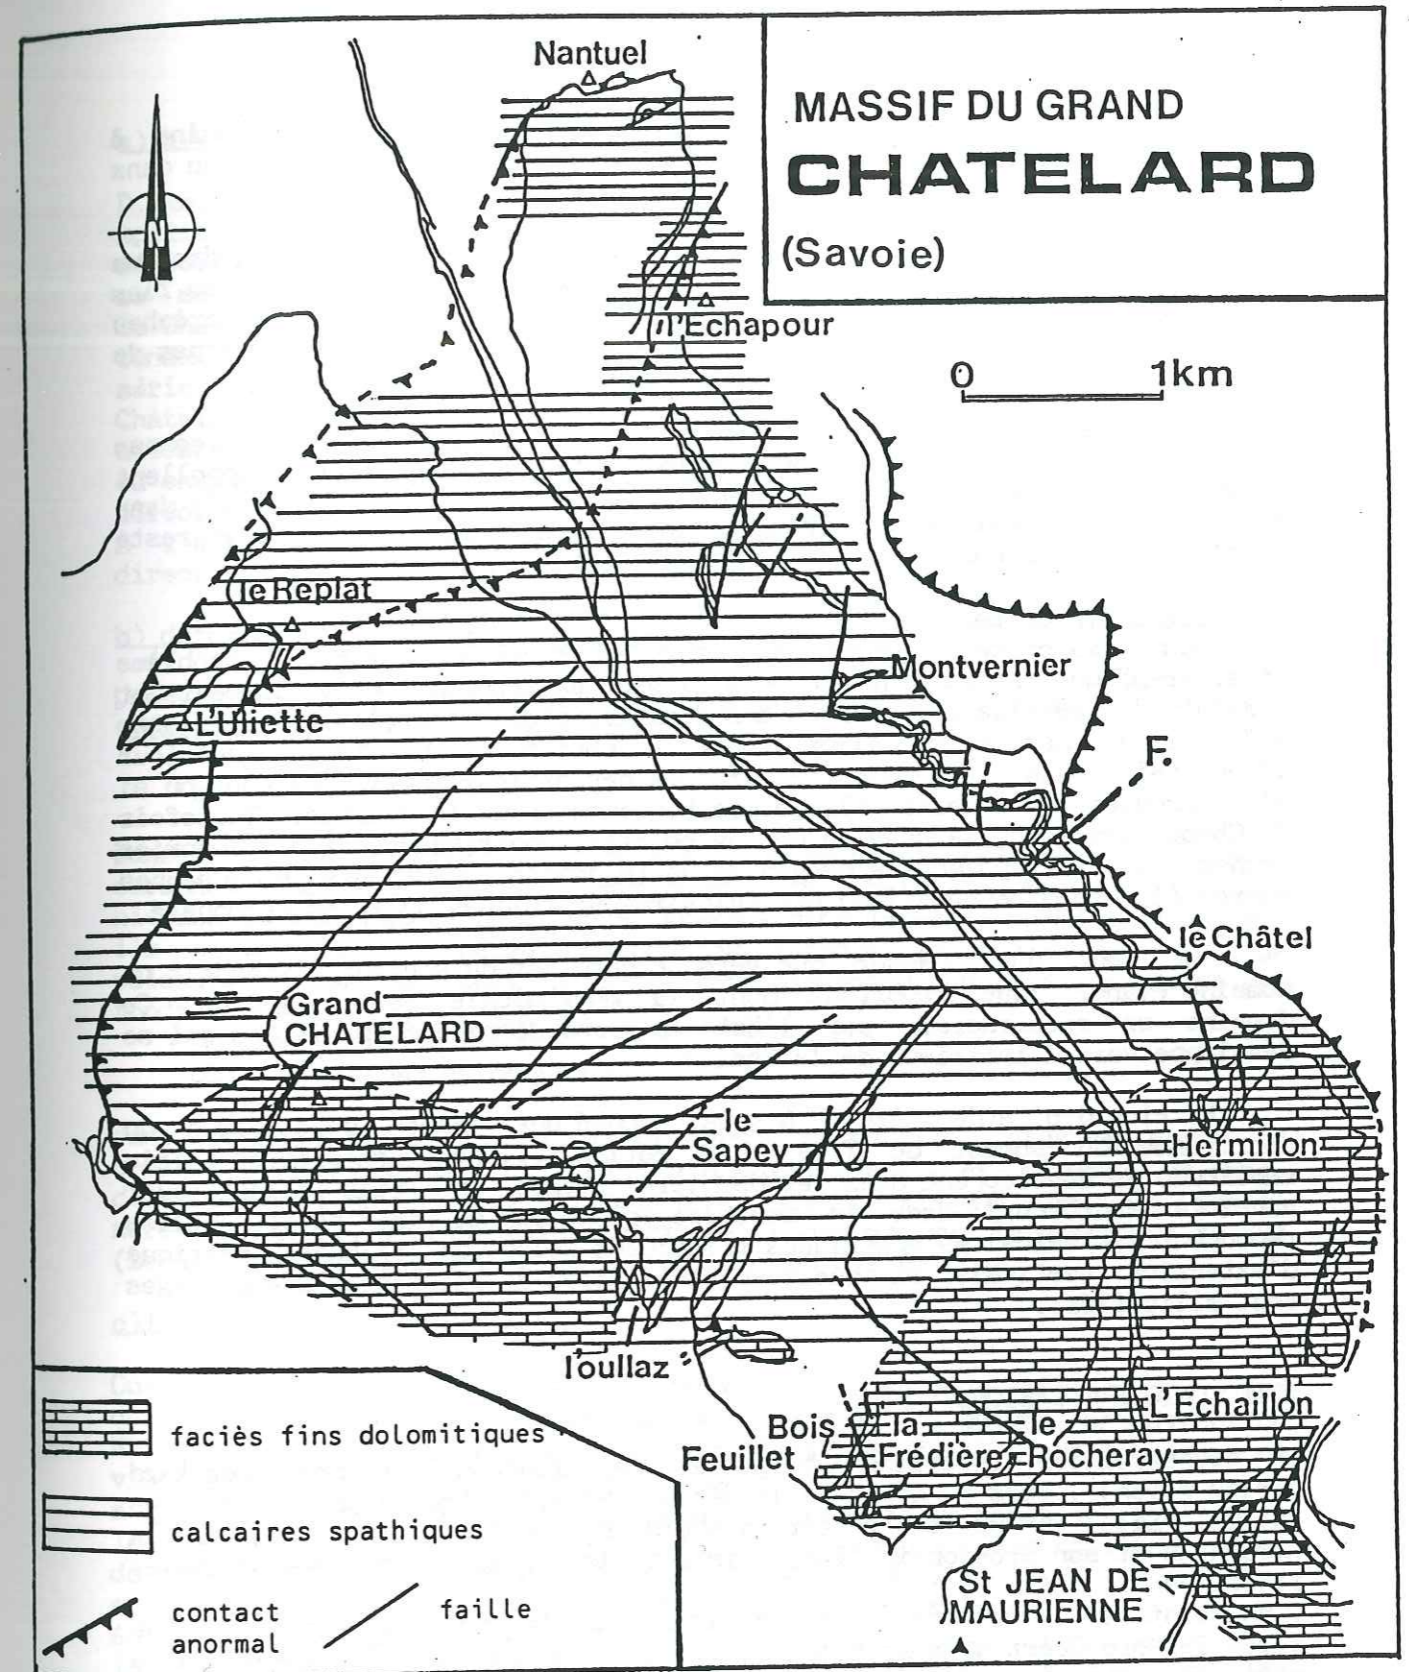 MASSIF DU GRAND
CHATELARD
(Savoie)
Nantuel
N
l'Echapour
0 1km
le Replat
L'Uliette
Montvernier
F.
le Châtel
Grand
CHATELARD
le
Sapey
Hermillon
l'oullaz
L'Echaillon
Bois
Feuillet
la
Frédière
le
Rocheray
St JEAN DE
MAURIENNE
faciès fins dolomitiques
calcaires spathiques
contact
anormal
faille